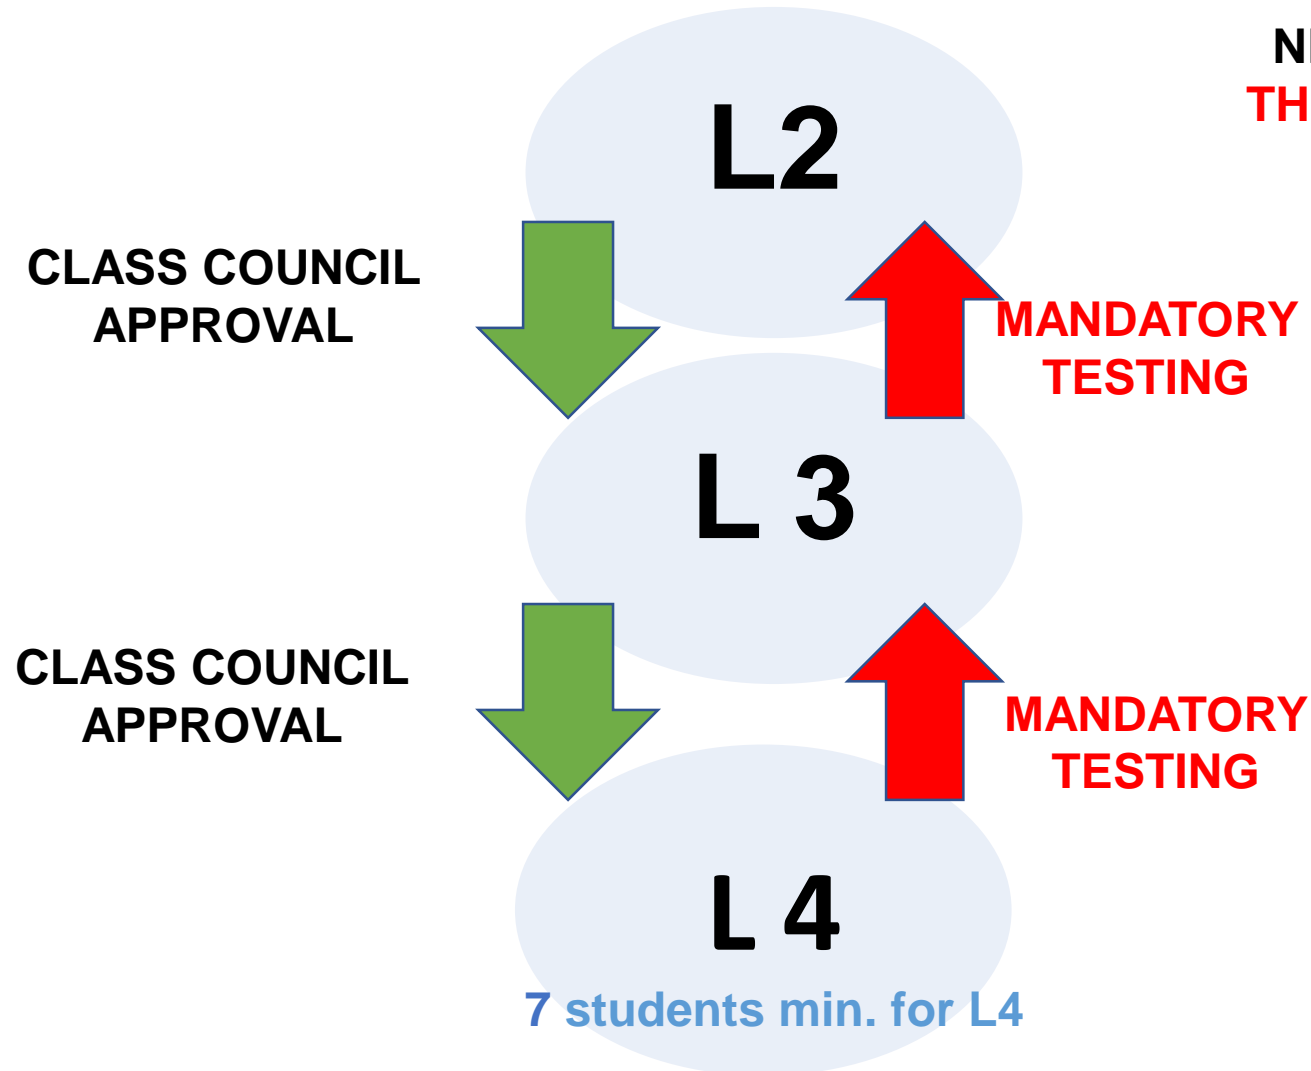 L2
CLASS COUNCIL
APPROVAL
MANDATORY
TESTING
L 3
CLASS COUNCIL
APPROVAL
MANDATORY
TESTING
L 4
7 students min. for L4